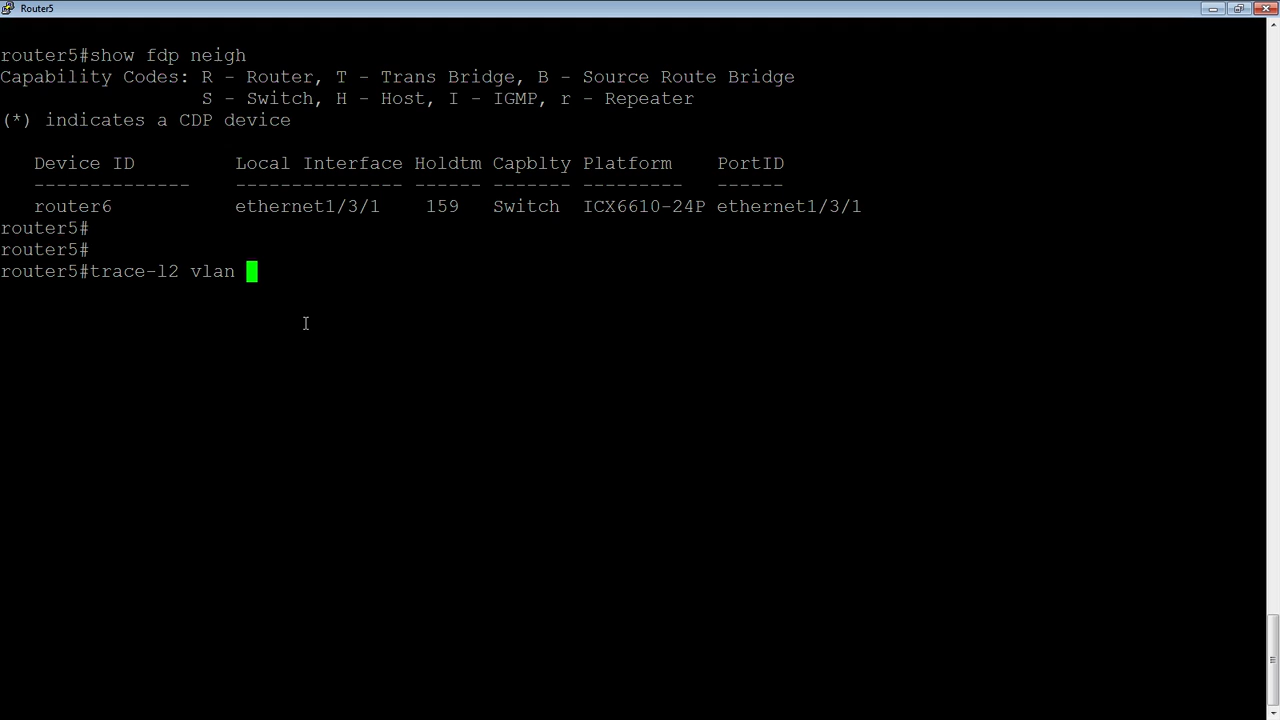 Router5
router5#show fdp neigh
Capability Codes: R - Router, T - Trans Bridge, B - Source Route Bridge
S - Switch, H - Host, I - IGMP, r - Repeater
(*) indicates a CDP device
Device ID Local Interface Holdtm Capblty Platform PortID
-------------- --------------- ------ ------- --------- ------
router6 ethernet1/3/1 159 Switch ICX6610-24P ethernet1/3/1
router5#
router5#
router5#trace-l2 vlan